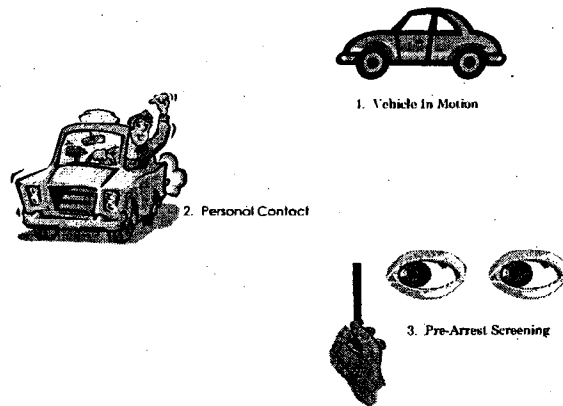 1. Vehicle In Motion
2. Personal Contact
3. Pre-Arrest Screening